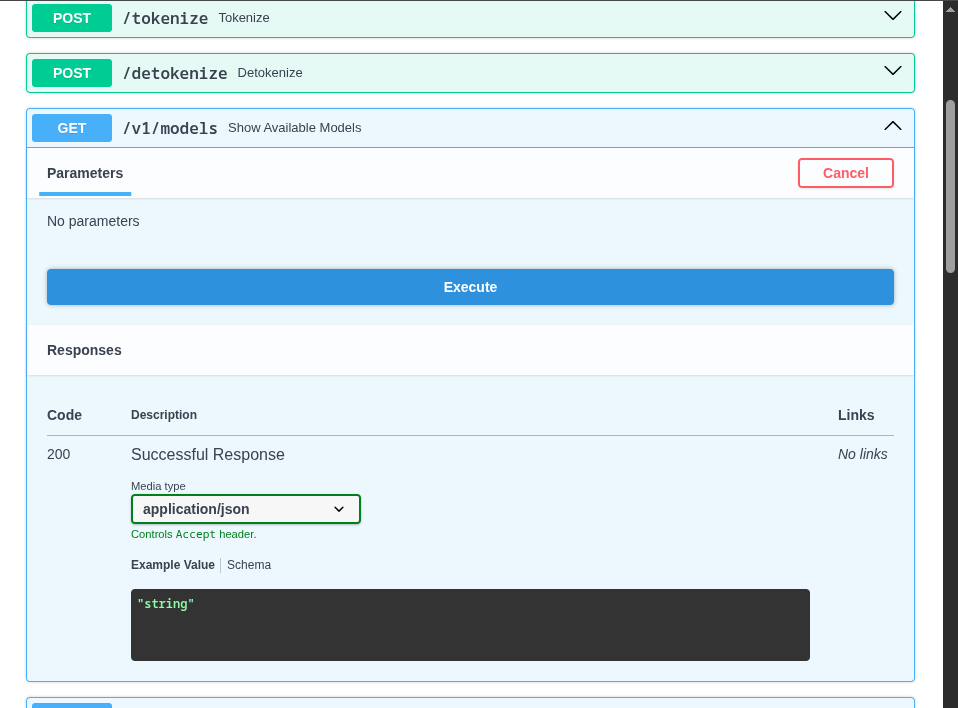 POST /tokenize Tokenize
POST /detokenize Detokenize
GET /v1/models Show Available Models
Parameters Cancel
No parameters
Execute
Responses
Code Description Links
200 Successful Response No links
Media type
application/json
Controls Accept header.
Example Value Schema
"string"